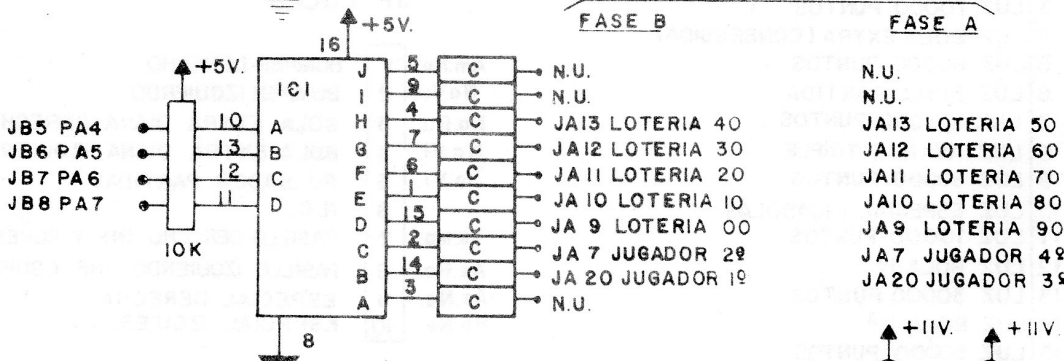 +5V. FASE B FASE A
16
+5V. IC1
J 5 C N.U. N.U.
I 9 C N.U. N.U.
H 4 C JA13 LOTERIA 40 JA13 LOTERIA 50
JB5 PA4 10 A G 7 C JA12 LOTERIA 30 JA12 LOTERIA 60
JB6 PA5 13 B F 6 C JA11 LOTERIA 20 JA11 LOTERIA 70
JB7 PA6 12 C E 1 C JA10 LOTERIA 10 JA10 LOTERIA 80
JB8 PA7 11 D D 15 C JA 9 LOTERIA 00 JA9 LOTERIA 90
10K C 2 C JA 7 JUGADOR 2º JA7 JUGADOR 4º
B 14 C JA 20 JUGADOR 1º JA 20 JUGADOR 3º
A 3 C N.U.
8 +11V. +11V.